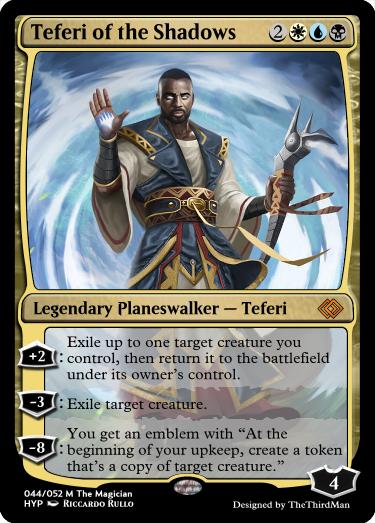 Teferi of the Shadows 2
Legendary Planeswalker — Teferi
+2: Exile up to one target creature you
control, then return it to the battlefield
under its owner's control.
-3: Exile target creature.
-8: You get an emblem with “At the
beginning of your upkeep, create a token
that's a copy of target creature.”
4
044/052 M The Magician
HYP RICCARDO RULLO
Designed by TheThirdMan